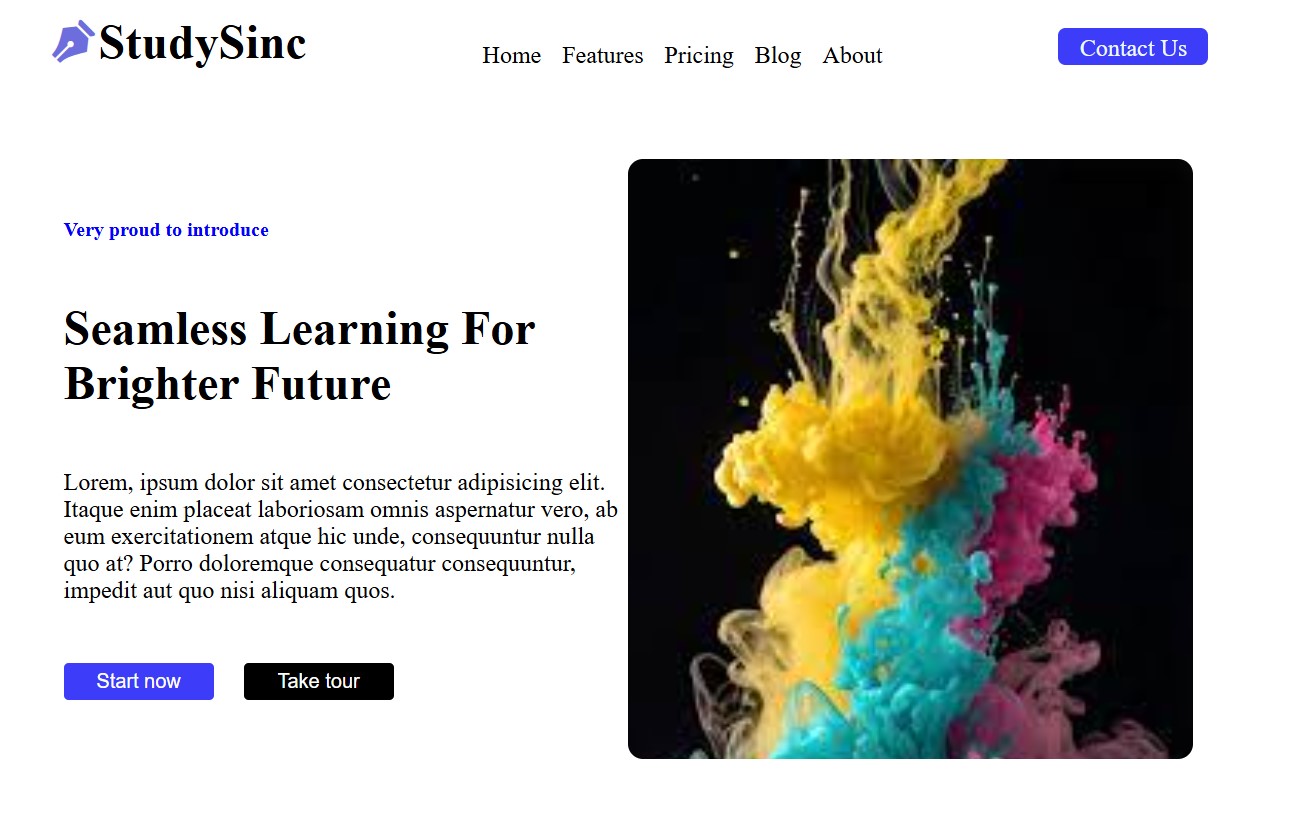 StudySinc
Home Features Pricing Blog About
Contact Us
Very proud to introduce
Seamless Learning For
Brighter Future
Lorem, ipsum dolor sit amet consectetur adipisicing elit.
Itaque enim placeat laboriosam omnis aspernatur vero, ab
eum exercitationem atque hic unde, consequuntur nulla
quo at? Porro doloremque consequatur consequuntur,
impedit aut quo nisi aliquam quos.
Start now
Take tour